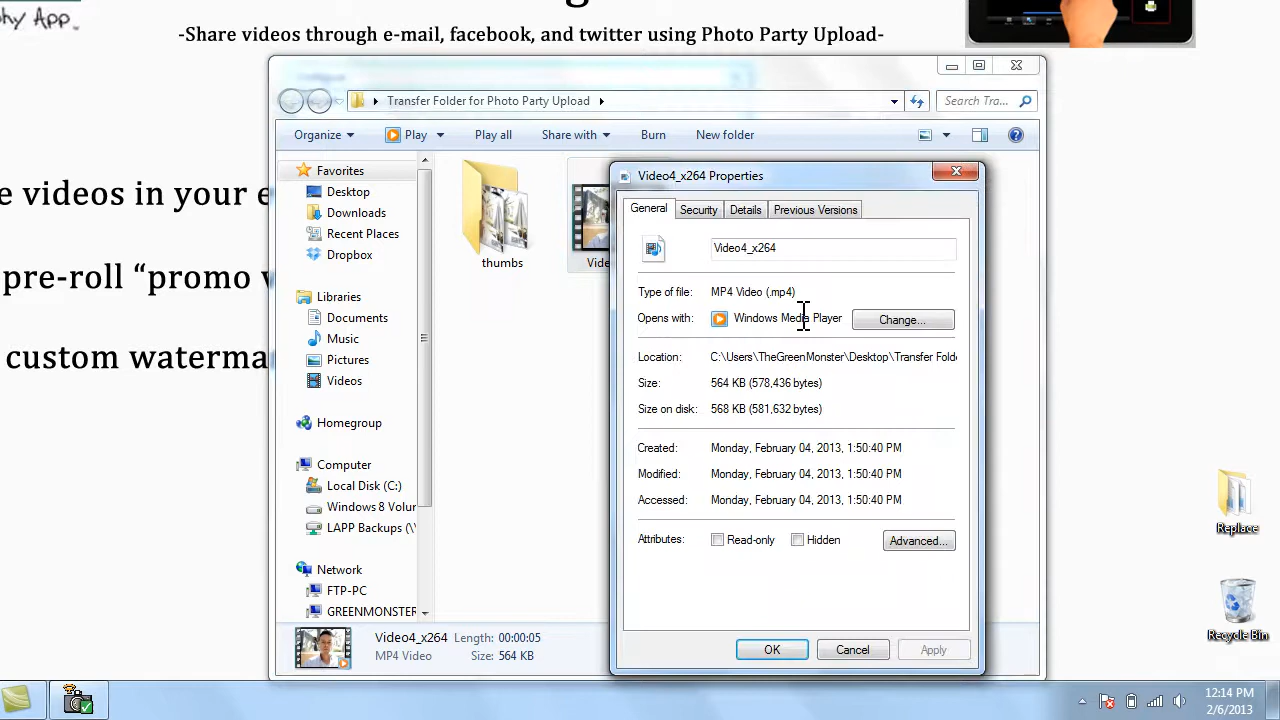 App.
-Share videos through e-mail, facebook, and twitter using Photo Party Upload-
Transfer Folder for Photo Party Upload
Search Tra...
Organize
Play
Play all
Share with
Burn
New folder
e videos in your e
pre-roll “promo v
custom waterma
Favorites
Desktop
Downloads
Recent Places
Dropbox
Libraries
Documents
Music
Pictures
Videos
Homegroup
Computer
Local Disk (C:)
Windows 8 Volur
LAPP Backups (\\
Network
FTP-PC
GREENMONSTER
thumbs
Vide
Video4_x264 Properties
General
Security
Details
Previous Versions
Video4_x264
Type of file: MP4 Video (.mp4)
Opens with: Windows Media Player
Change...
Location: C:\Users\TheGreenMonster\Desktop\Transfer Fold
Size: 564 KB (578,436 bytes)
Size on disk: 568 KB (581,632 bytes)
Created: Monday, February 04, 2013, 1:50:40 PM
Modified: Monday, February 04, 2013, 1:50:40 PM
Accessed: Monday, February 04, 2013, 1:50:40 PM
Attributes: Read-only Hidden
Advanced...
OK
Cancel
Apply
Video4_x264 Length: 00:00:05
MP4 Video Size: 564 KB
Replace
Recycle Bin
12:14 PM
2/6/2013